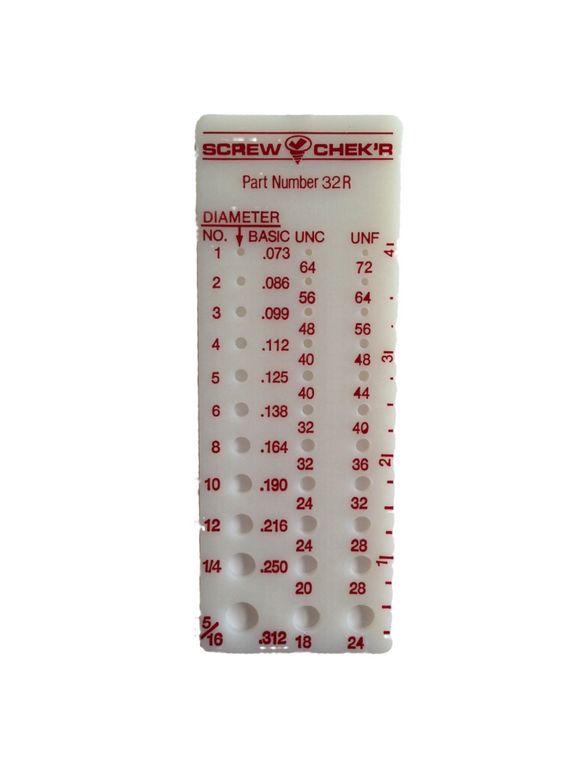 SCREW CHEK'R
Part Number 32R
DIAMETER
NO. BASIC UNC UNF
4
1 .073
64 72
2 .086
56 64
3 .099
48 56
4 .112
40 48 3
5 .125
40 44
6 .138
32 40
8 .164
32 36 2
10 .190
24 32
12 .216
24 28
1/4 .250 1
20 28
5/16 .312 18 24